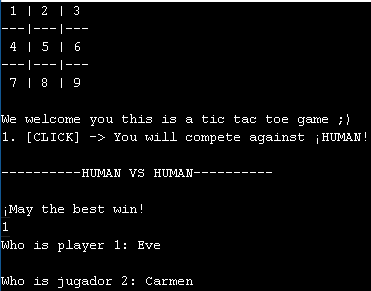 1 | 2 | 3
---|---|---
4 | 5 | 6
---|---|---
7 | 8 | 9
We welcome you this is a tic tac toe game ;)
1. [CLICK] -> You will compete against ¡HUMAN!
----------HUMAN VS HUMAN----------
¡May the best win!
1
Who is player 1: Eve
Who is jugador 2: Carmen